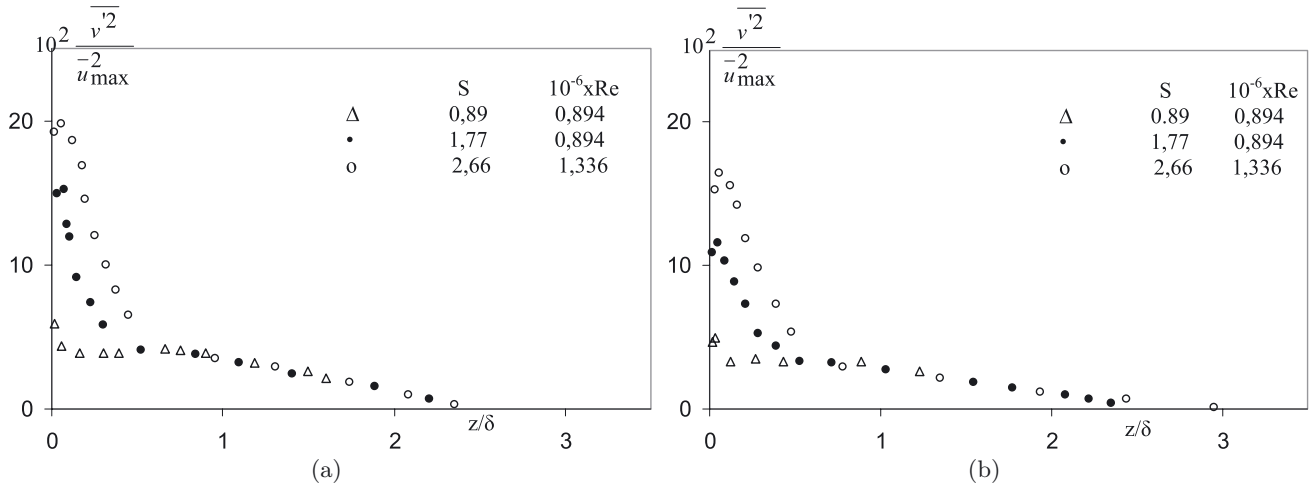 10² v'²
ū²max
S 10⁻⁶xRe
Δ 0,89 0,894
• 1,77 0,894
o 2,66 1,336
20
10
0
0 1 2 3
z/δ
(a)
10² v'²
ū²max
S 10⁻⁶xRe
Δ 0.89 0,894
• 1,77 0,894
o 2,66 1,336
20
10
0
0 1 2 3
z/δ
(b)